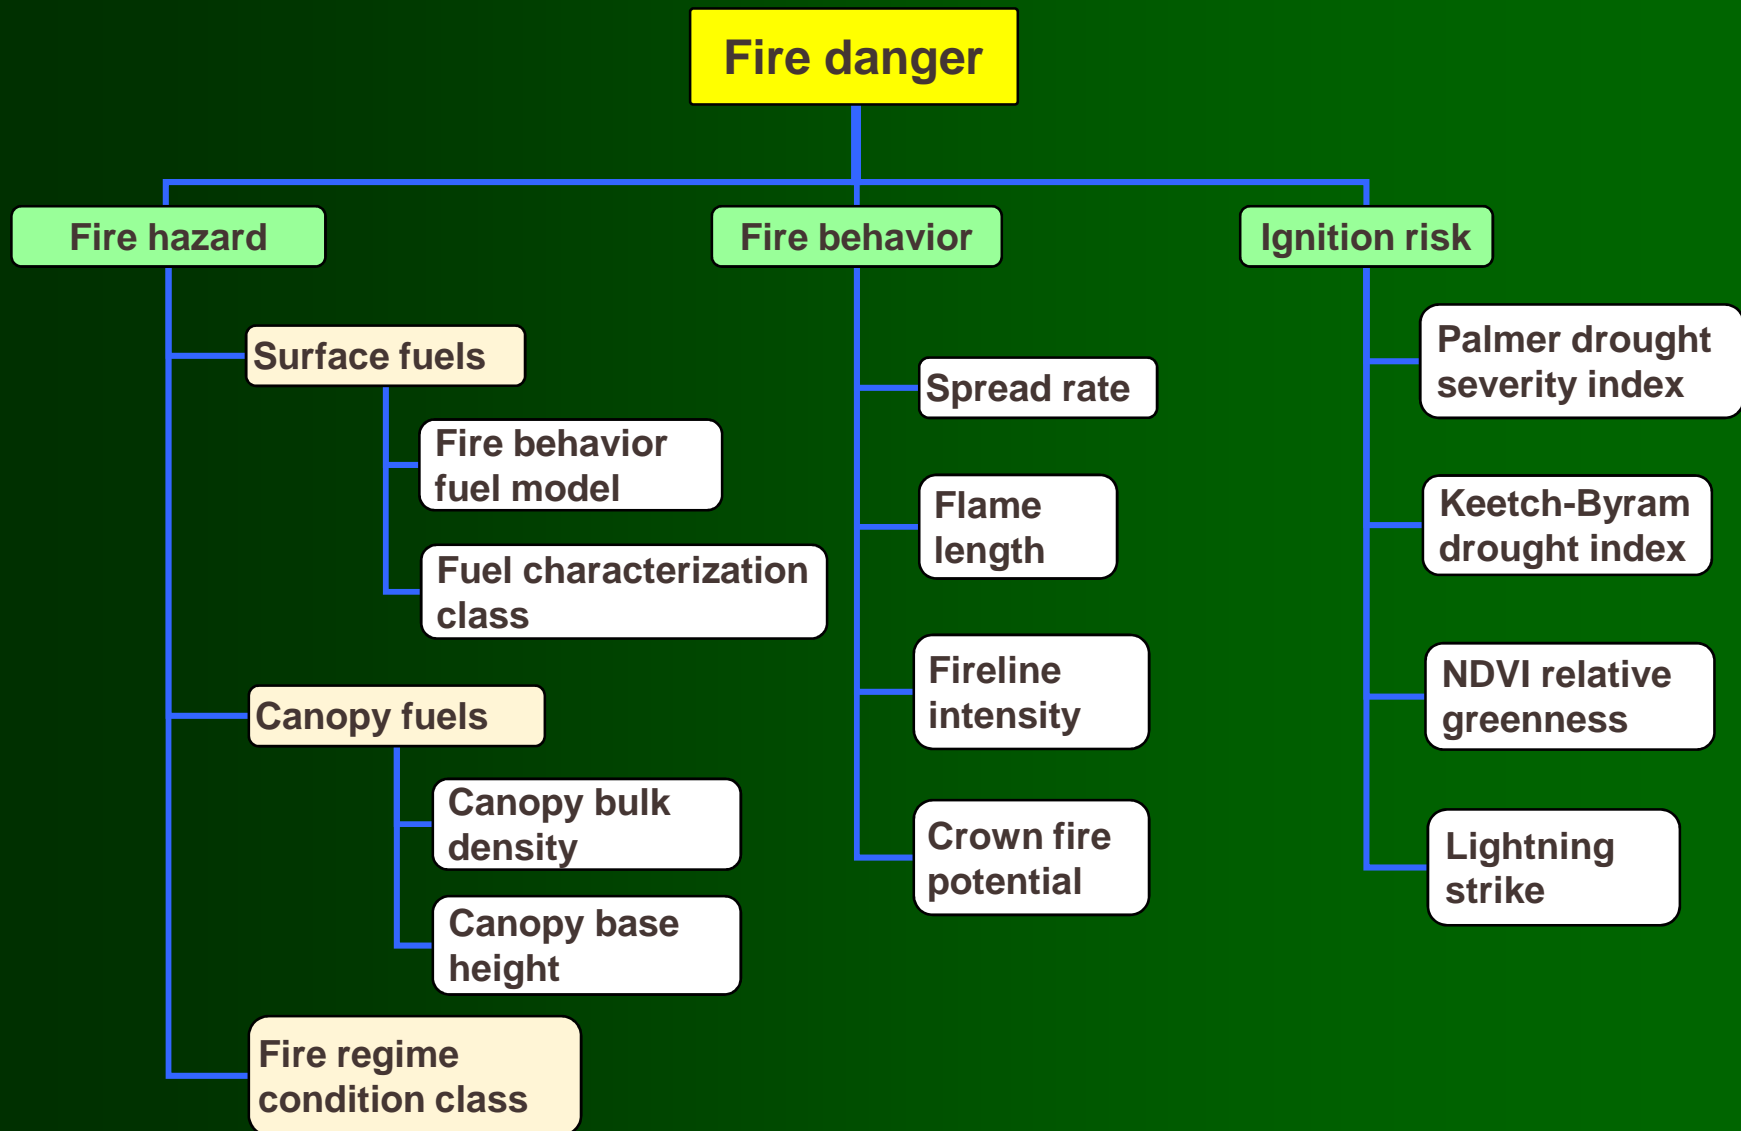 Fire danger
Fire hazard
Surface fuels
Fire behavior
fuel model
Fuel characterization
class
Canopy fuels
Canopy bulk
density
Canopy base
height
Fire regime
condition class
Fire behavior
Spread rate
Flame
length
Fireline
intensity
Crown fire
potential
Ignition risk
Palmer drought
severity index
Keetch-Byram
drought index
NDVI relative
greenness
Lightning
strike